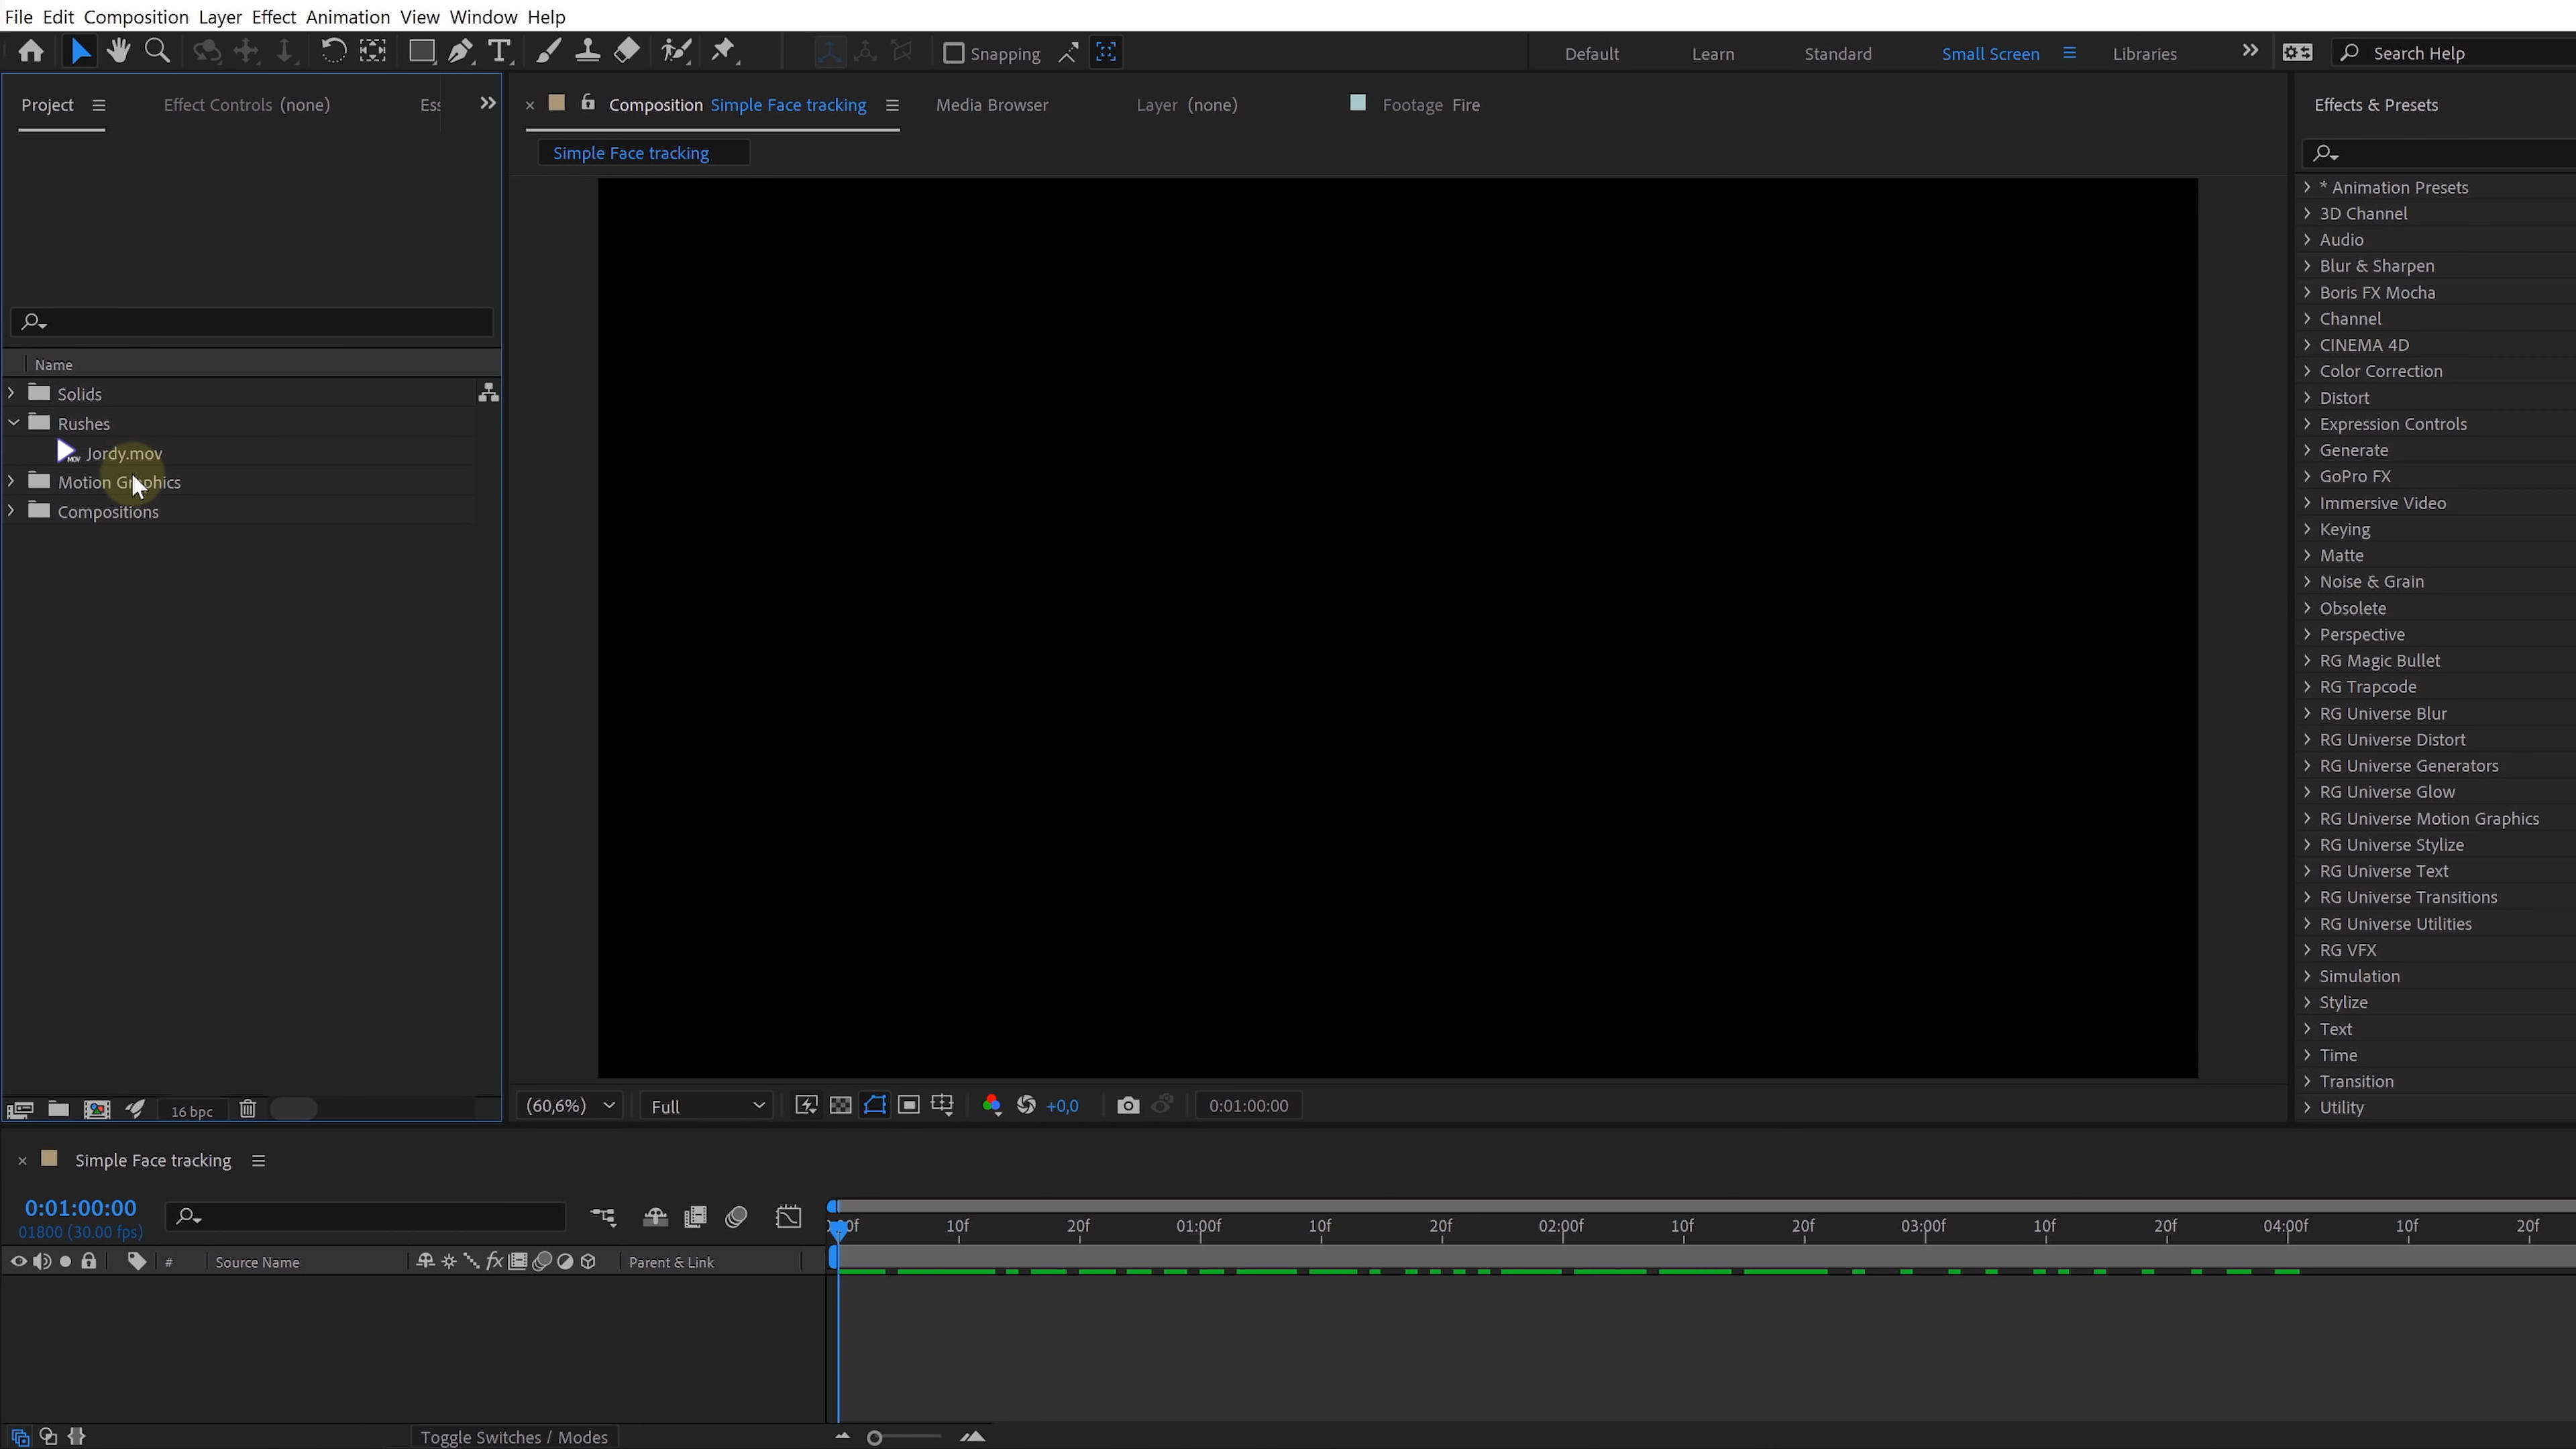 File Edit Composition Layer Effect Animation View Window Help
Snapping
Default Learn Standard Small Screen Libraries
Search Help
Project Effect Controls (none) Ess
Composition Simple Face tracking Media Browser Layer (none) Footage Fire
Effects & Presets
Simple Face tracking
Name
Solids
Rushes
Jordy.mov
Motion Graphics
Compositions
* Animation Presets
3D Channel
Audio
Blur & Sharpen
Boris FX Mocha
Channel
CINEMA 4D
Color Correction
Distort
Expression Controls
Generate
GoPro FX
Immersive Video
Keying
Matte
Noise & Grain
Obsolete
Perspective
RG Magic Bullet
RG Trapcode
RG Universe Blur
RG Universe Distort
RG Universe Generators
RG Universe Glow
RG Universe Motion Graphics
RG Universe Stylize
RG Universe Text
RG Universe Transitions
RG Universe Utilities
RG VFX
Simulation
Stylize
Text
Time
Transition
Utility
16 bpc
(60,6%) Full +0,0 0:01:00:00
Simple Face tracking
0:01:00:00
01800 (30.00 fps)
10f 20f 01:00f 10f 20f 02:00f 10f 20f 03:00f 10f 20f 04:00f 10f 20f
# Source Name fx Parent & Link
Toggle Switches / Modes